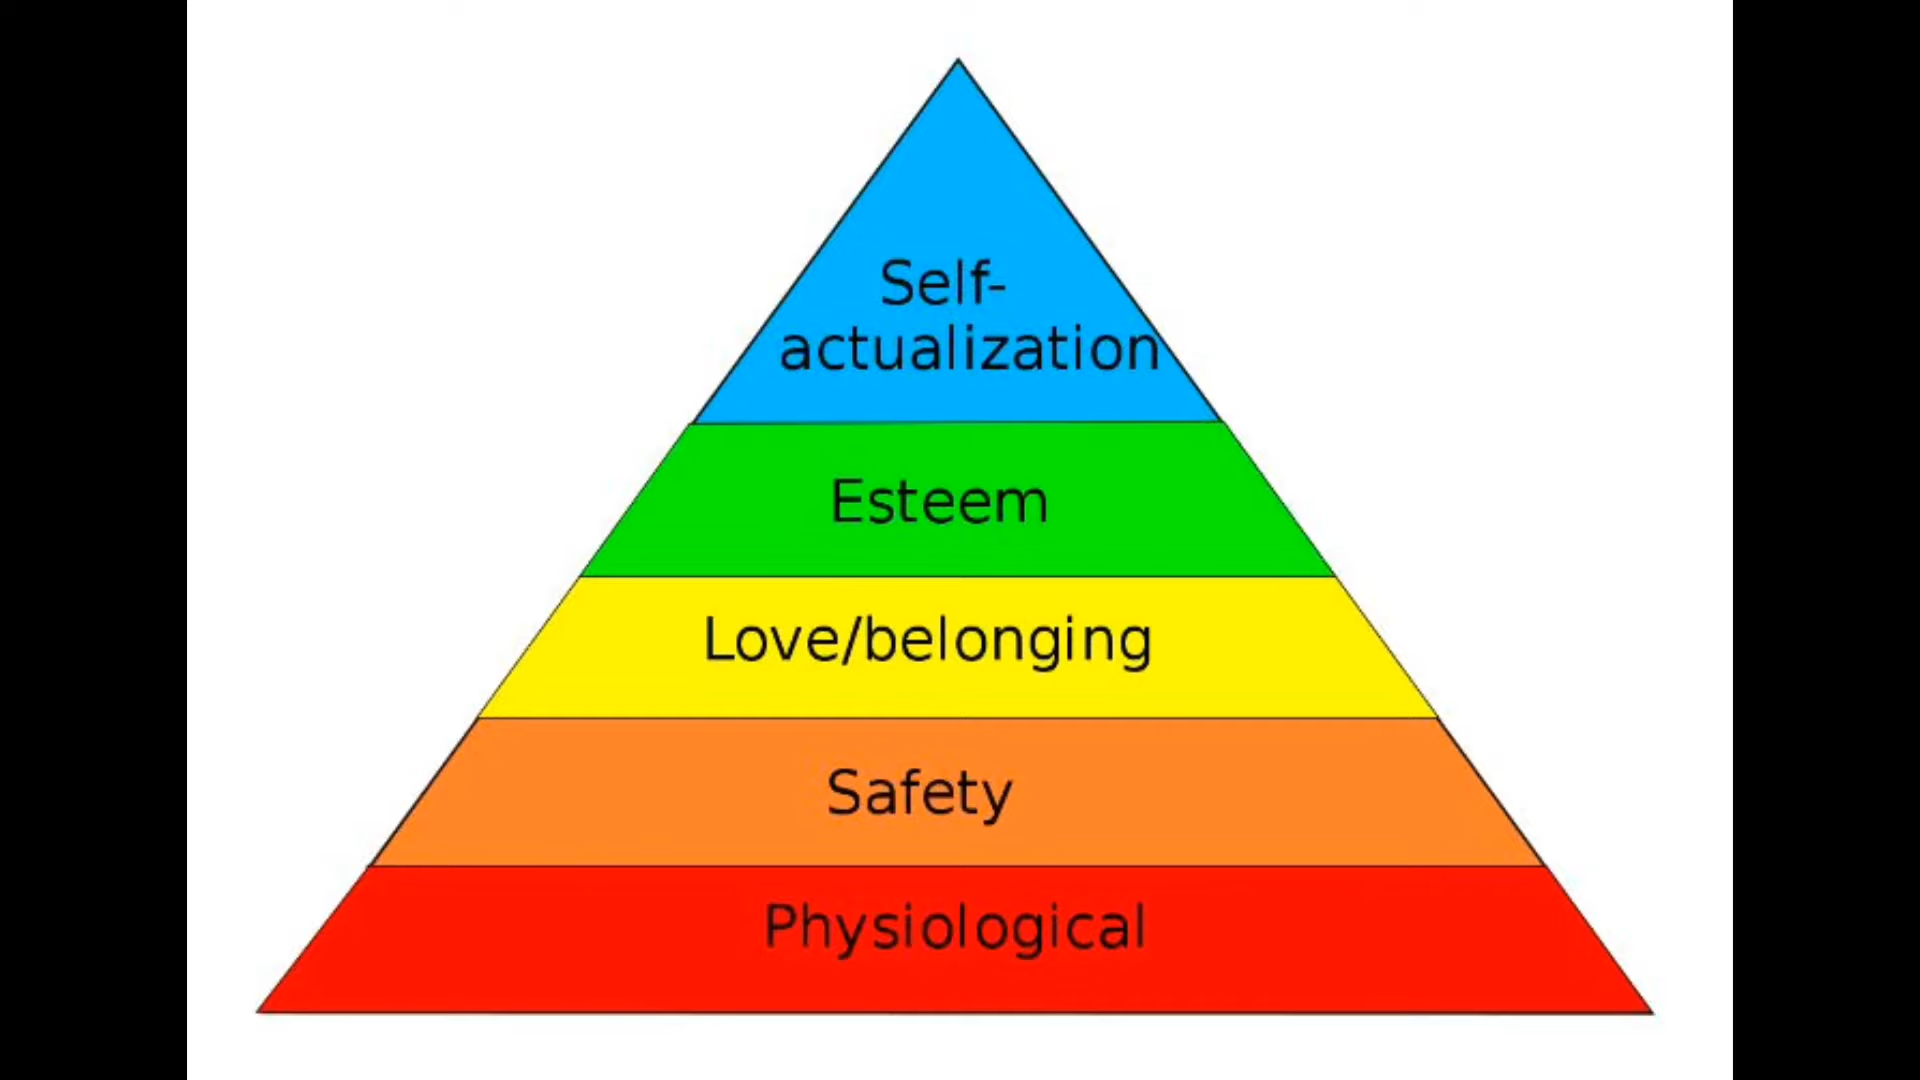 Self-
actualization
Esteem
Love/belonging
Safety
Physiological